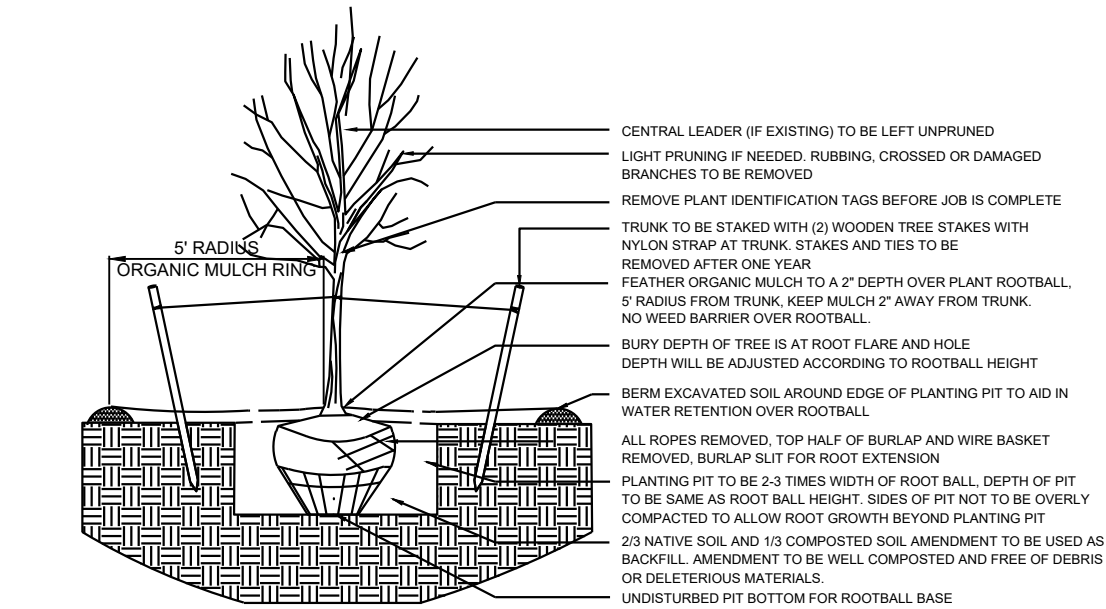 CENTRAL LEADER (IF EXISTING) TO BE LEFT UNPRUNED
LIGHT PRUNING IF NEEDED. RUBBING, CROSSED OR DAMAGED
BRANCHES TO BE REMOVED
REMOVE PLANT IDENTIFICATION TAGS BEFORE JOB IS COMPLETE
5' RADIUS
ORGANIC MULCH RING
TRUNK TO BE STAKED WITH (2) WOODEN TREE STAKES WITH
NYLON STRAP AT TRUNK. STAKES AND TIES TO BE
REMOVED AFTER ONE YEAR
FEATHER ORGANIC MULCH TO A 2" DEPTH OVER PLANT ROOTBALL,
5' RADIUS FROM TRUNK, KEEP MULCH 2" AWAY FROM TRUNK.
NO WEED BARRIER OVER ROOTBALL.
BURY DEPTH OF TREE IS AT ROOT FLARE AND HOLE
DEPTH WILL BE ADJUSTED ACCORDING TO ROOTBALL HEIGHT
BERM EXCAVATED SOIL AROUND EDGE OF PLANTING PIT TO AID IN
WATER RETENTION OVER ROOTBALL
ALL ROPES REMOVED, TOP HALF OF BURLAP AND WIRE BASKET
REMOVED, BURLAP SLIT FOR ROOT EXTENSION
PLANTING PIT TO BE 2-3 TIMES WIDTH OF ROOT BALL, DEPTH OF PIT
TO BE SAME AS ROOT BALL HEIGHT. SIDES OF PIT NOT TO BE OVERLY
COMPACTED TO ALLOW ROOT GROWTH BEYOND PLANTING PIT
2/3 NATIVE SOIL AND 1/3 COMPOSTED SOIL AMENDMENT TO BE USED AS
BACKFILL. AMENDMENT TO BE WELL COMPOSTED AND FREE OF DEBRIS
OR DELETERIOUS MATERIALS.
UNDISTURBED PIT BOTTOM FOR ROOTBALL BASE